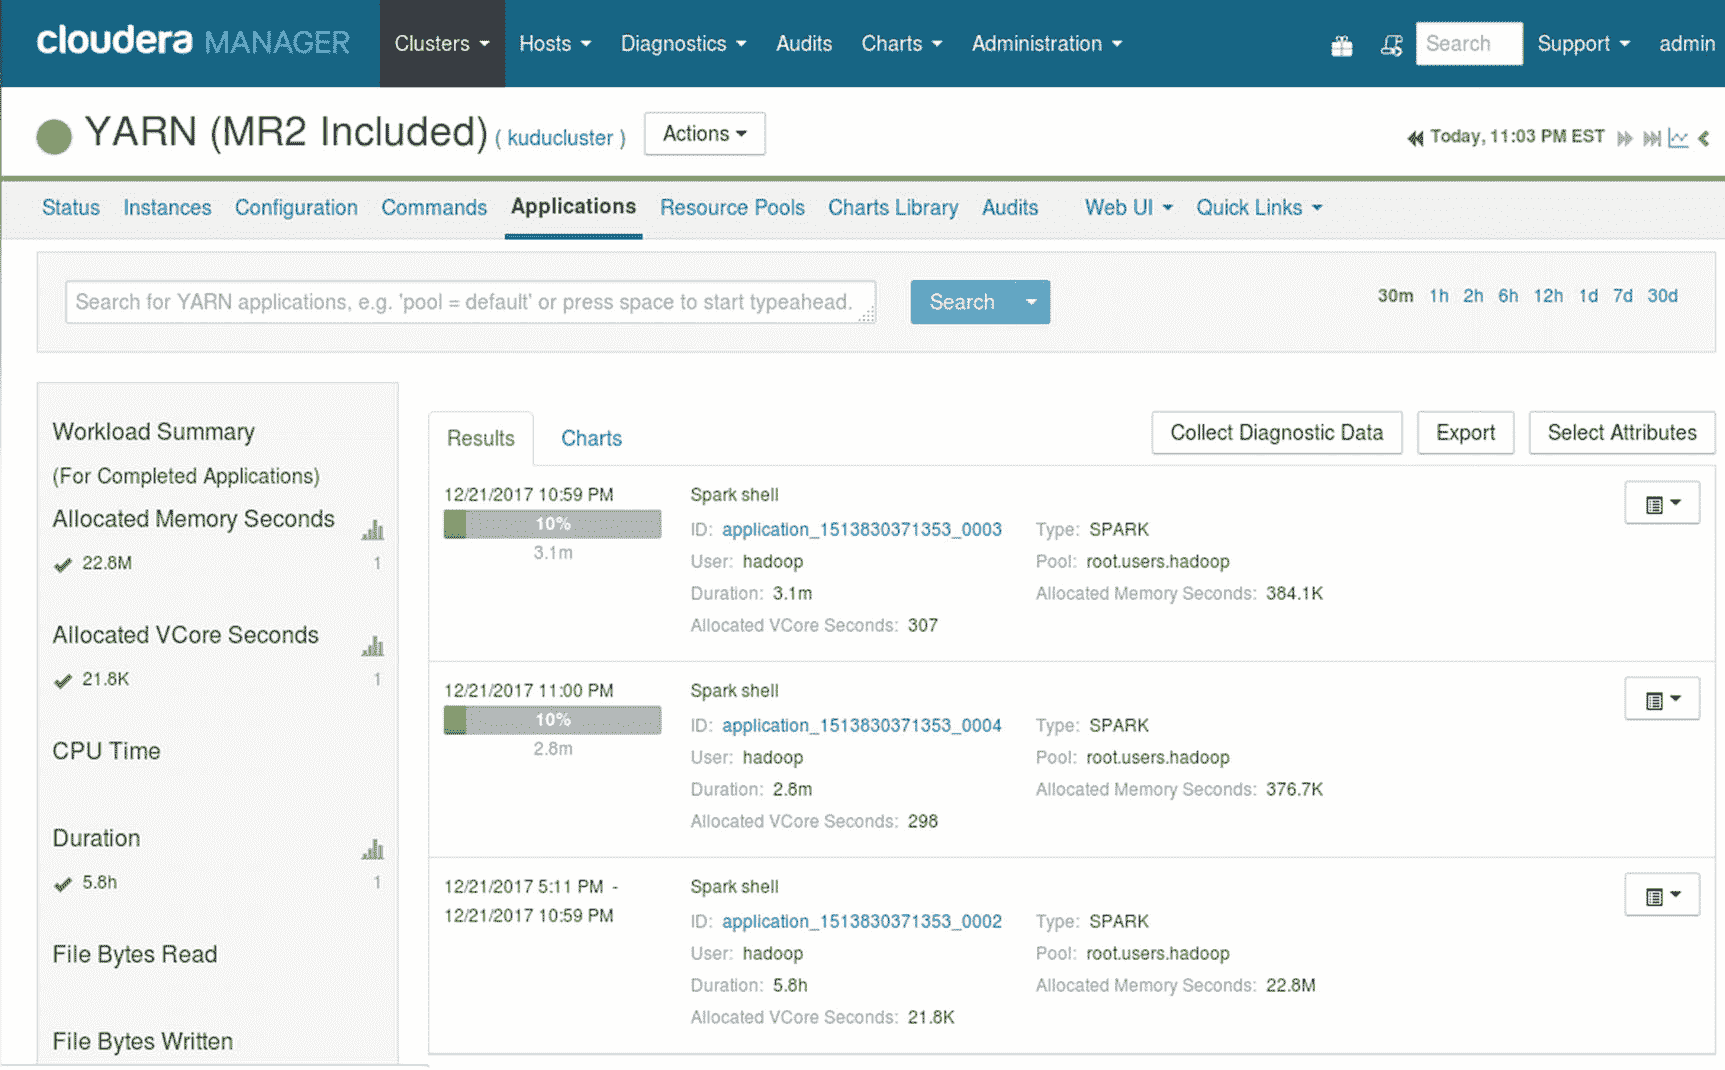 cloudera MANAGER Clusters Hosts Diagnostics Audits Charts Administration Search Support admin
YARN (MR2 Included) ( kuducluster ) Actions Today, 11:03 PM EST
Status Instances Configuration Commands Applications Resource Pools Charts Library Audits Web UI Quick Links
Search for YARN applications, e.g. 'pool = default' or press space to start typeahead. Search 30m 1h 2h 6h 12h 1d 7d 30d
Workload Summary
(For Completed Applications)
Allocated Memory Seconds
22.8M 1
Allocated VCore Seconds
21.8K 1
CPU Time
Duration
5.8h 1
File Bytes Read
File Bytes Written
Results Charts Collect Diagnostic Data Export Select Attributes
12/21/2017 10:59 PM
10%
3.1m
Spark shell
ID: application_1513830371353_0003 Type: SPARK
User: hadoop Pool: root.users.hadoop
Duration: 3.1m Allocated Memory Seconds: 384.1K
Allocated VCore Seconds: 307
12/21/2017 11:00 PM
10%
2.8m
Spark shell
ID: application_1513830371353_0004 Type: SPARK
User: hadoop Pool: root.users.hadoop
Duration: 2.8m Allocated Memory Seconds: 376.7K
Allocated VCore Seconds: 298
12/21/2017 5:11 PM -
12/21/2017 10:59 PM
Spark shell
ID: application_1513830371353_0002 Type: SPARK
User: hadoop Pool: root.users.hadoop
Duration: 5.8h Allocated Memory Seconds: 22.8M
Allocated VCore Seconds: 21.8K